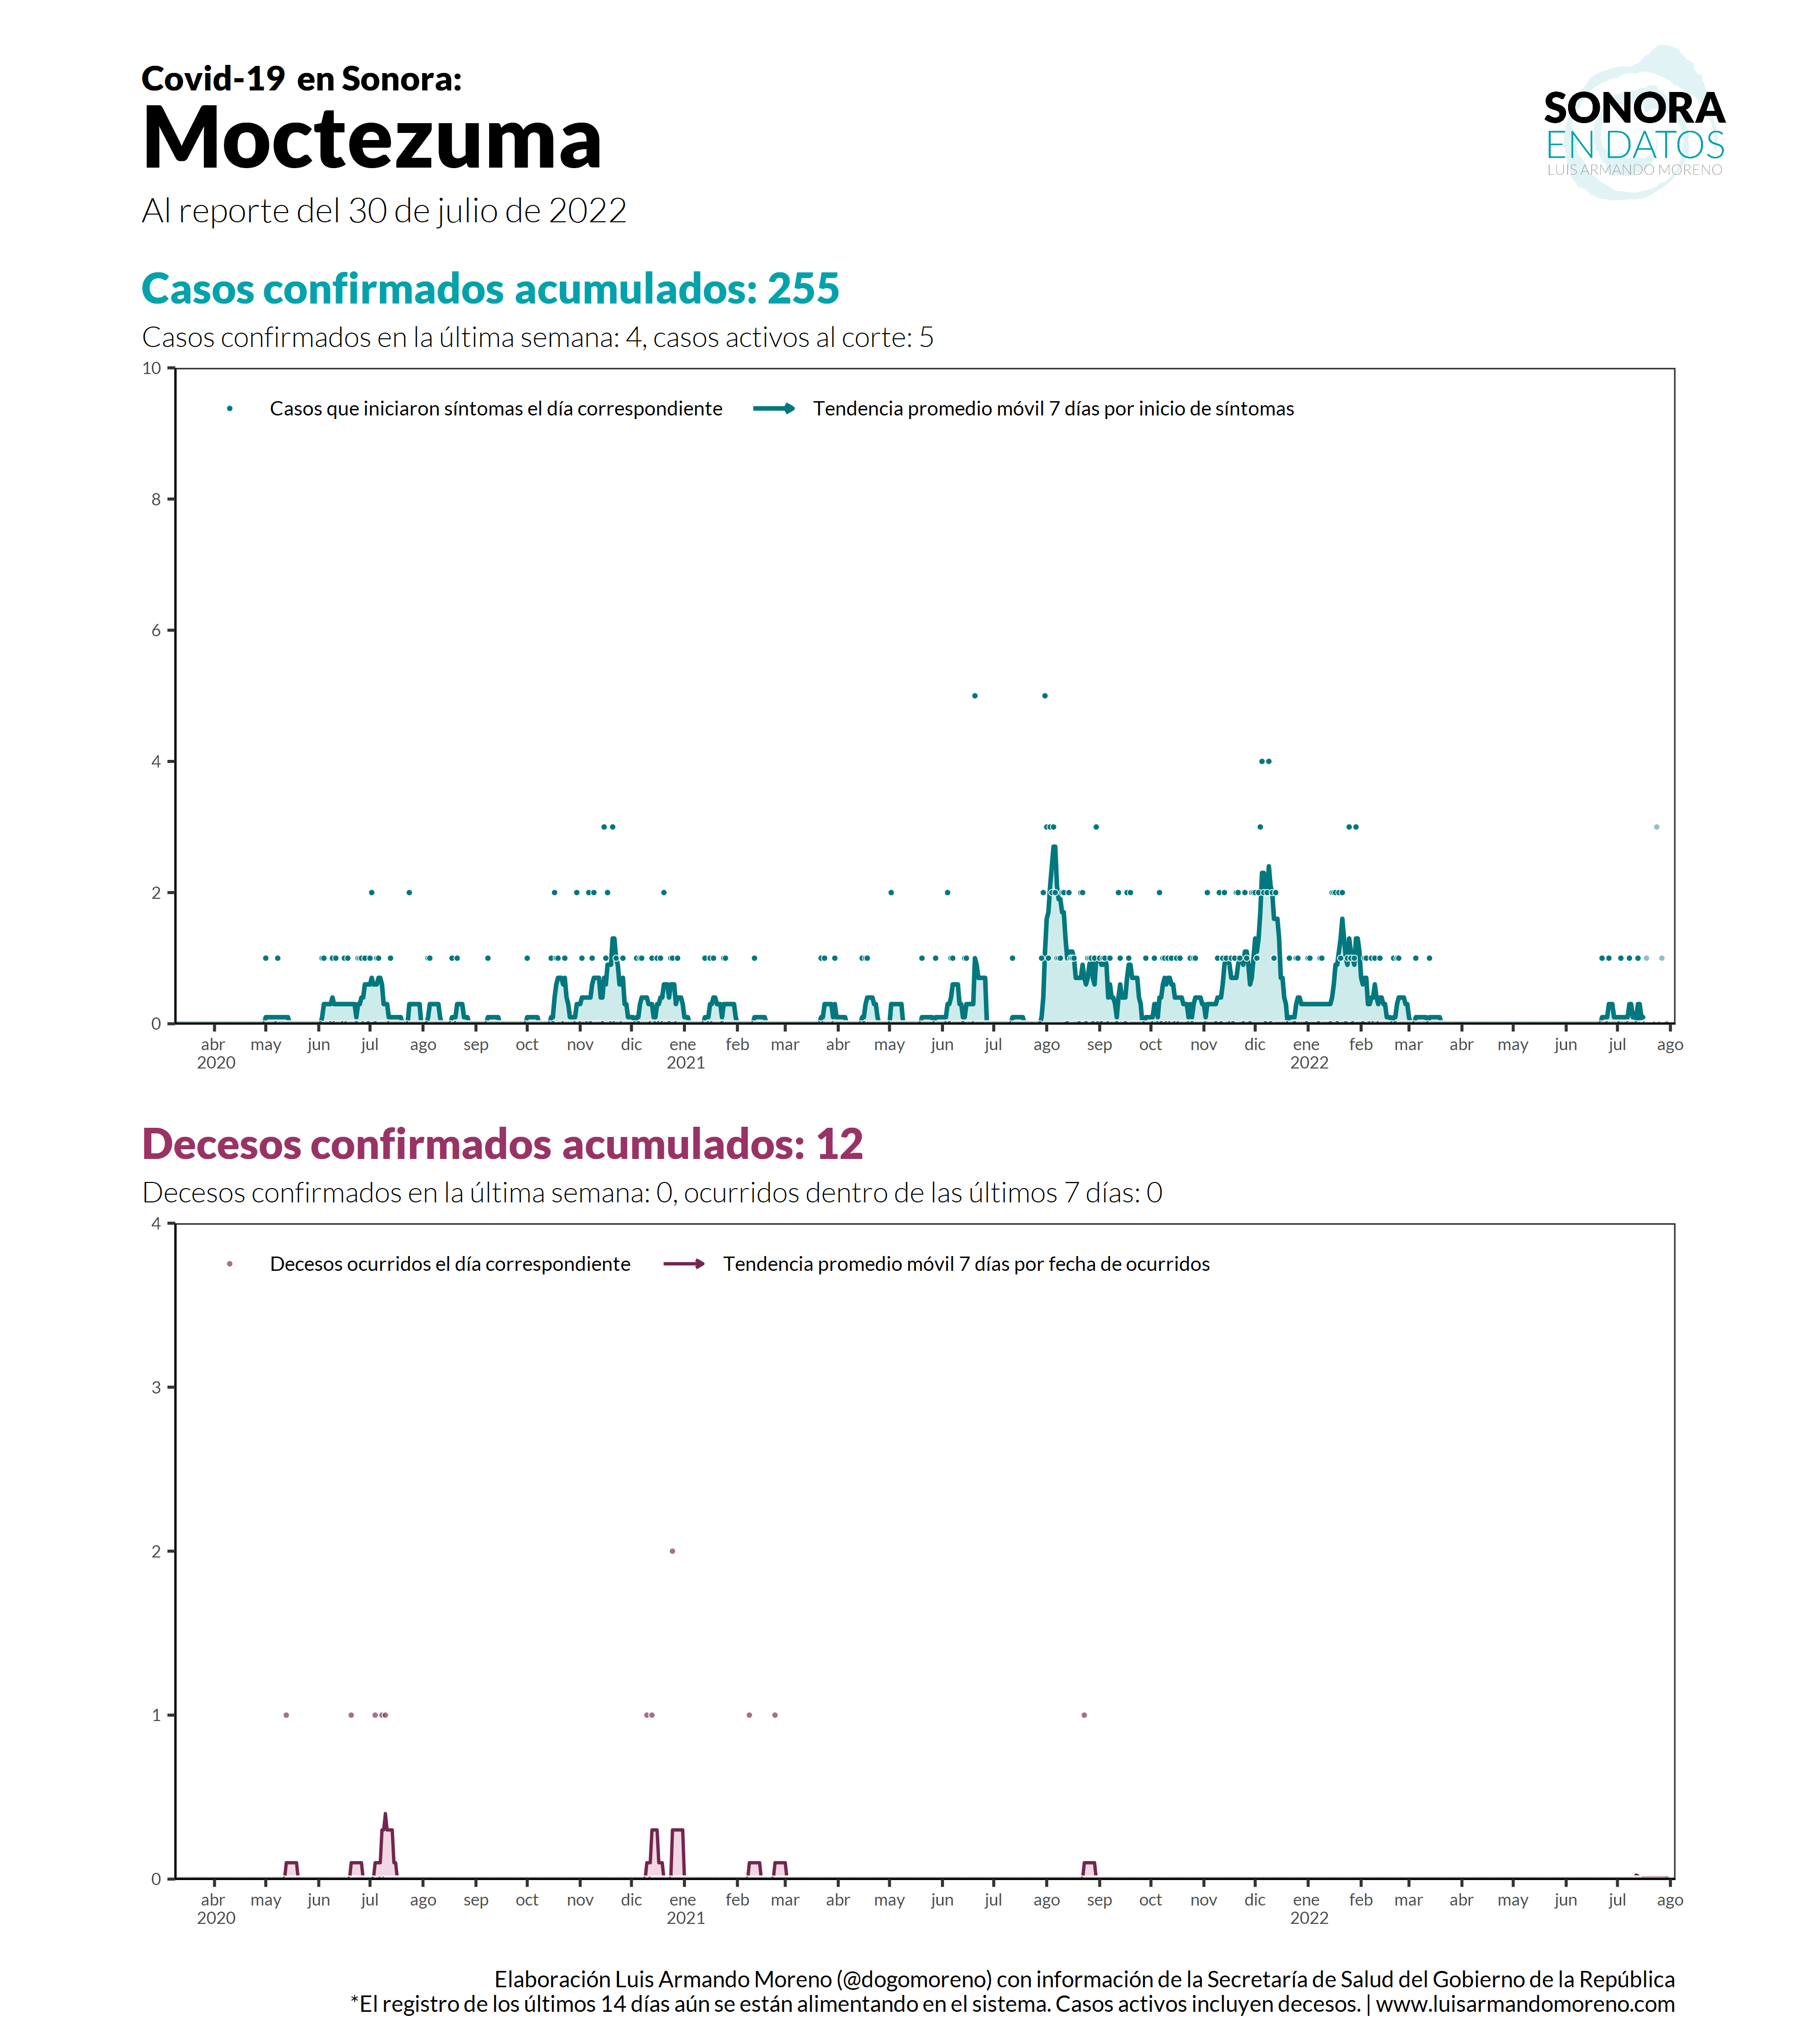 Covid-19 en Sonora:
Moctezuma
Al reporte del 30 de julio de 2022
SONORA
EN DATOS
LUIS ARMANDO MORENO
Casos confirmados acumulados: 255
Casos confirmados en la última semana: 4, casos activos al corte: 5
10
Casos que iniciaron síntomas el día correspondiente Tendencia promedio móvil 7 días por inicio de síntomas
8
6
4
2
0
abr may jun jul ago sep oct nov dic ene feb mar abr may jun jul ago sep oct nov dic ene feb mar abr may jun jul ago
2020 2021 2022
Decesos confirmados acumulados: 12
Decesos confirmados en la última semana: 0, ocurridos dentro de las últimos 7 días: 0
4
Decesos ocurridos el día correspondiente Tendencia promedio móvil 7 días por fecha de ocurridos
3
2
1
0
abr may jun jul ago sep oct nov dic ene feb mar abr may jun jul ago sep oct nov dic ene feb mar abr may jun jul ago
2020 2021 2022
Elaboración Luis Armando Moreno (@dogomoreno) con información de la Secretaría de Salud del Gobierno de la República
*El registro de los últimos 14 días aún se están alimentando en el sistema. Casos activos incluyen decesos. | www.luisarmandomoreno.com